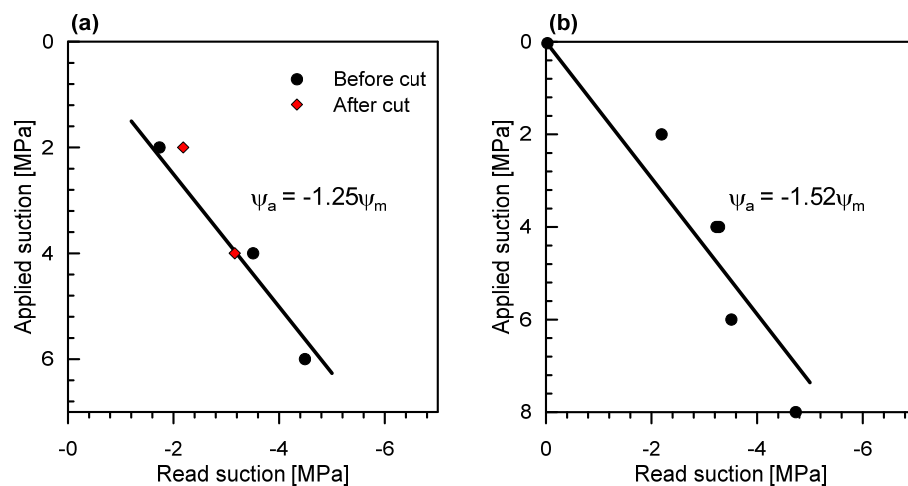 (a)
0
2
4
6
Applied suction [MPa]
Before cut
After cut
ψa = -1.25ψm
-0
-2
-4
-6
Read suction [MPa]
(b)
0
2
4
6
8
Applied suction [MPa]
ψa = -1.52ψm
0
-2
-4
-6
Read suction [MPa]